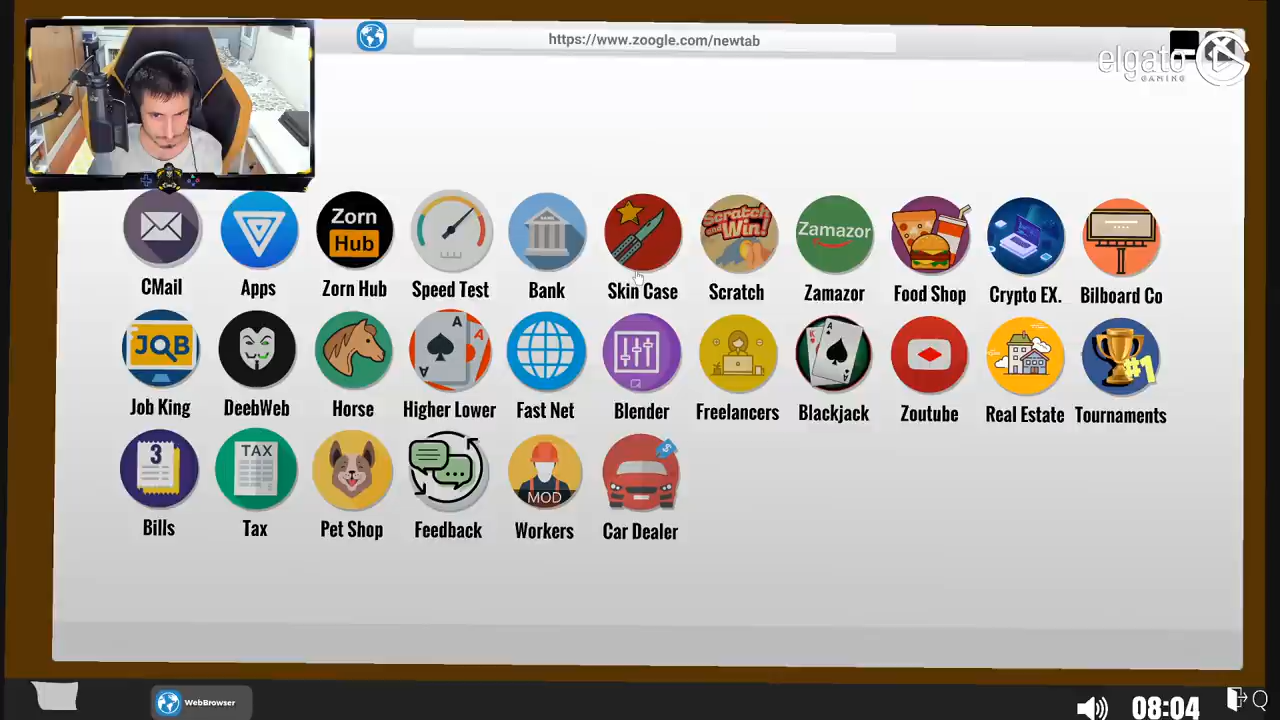 https://www.zoogle.com/newtab
elgato
GAMING
Zorn
Hub
BANK
Scratch
and Win!
Zamazor
CMail
Apps
Zorn Hub
Speed Test
Bank
Skin Case
Scratch
Zamazor
Food Shop
Crypto EX.
Bilboard Co
JOB
A
A
A
K
A
#1
Job King
DeebWeb
Horse
Higher Lower
Fast Net
Blender
Freelancers
Blackjack
Zoutube
Real Estate
Tournaments
3
TAX
MOD
$
Bills
Tax
Pet Shop
Feedback
Workers
Car Dealer
WebBrowser
08:04
Q